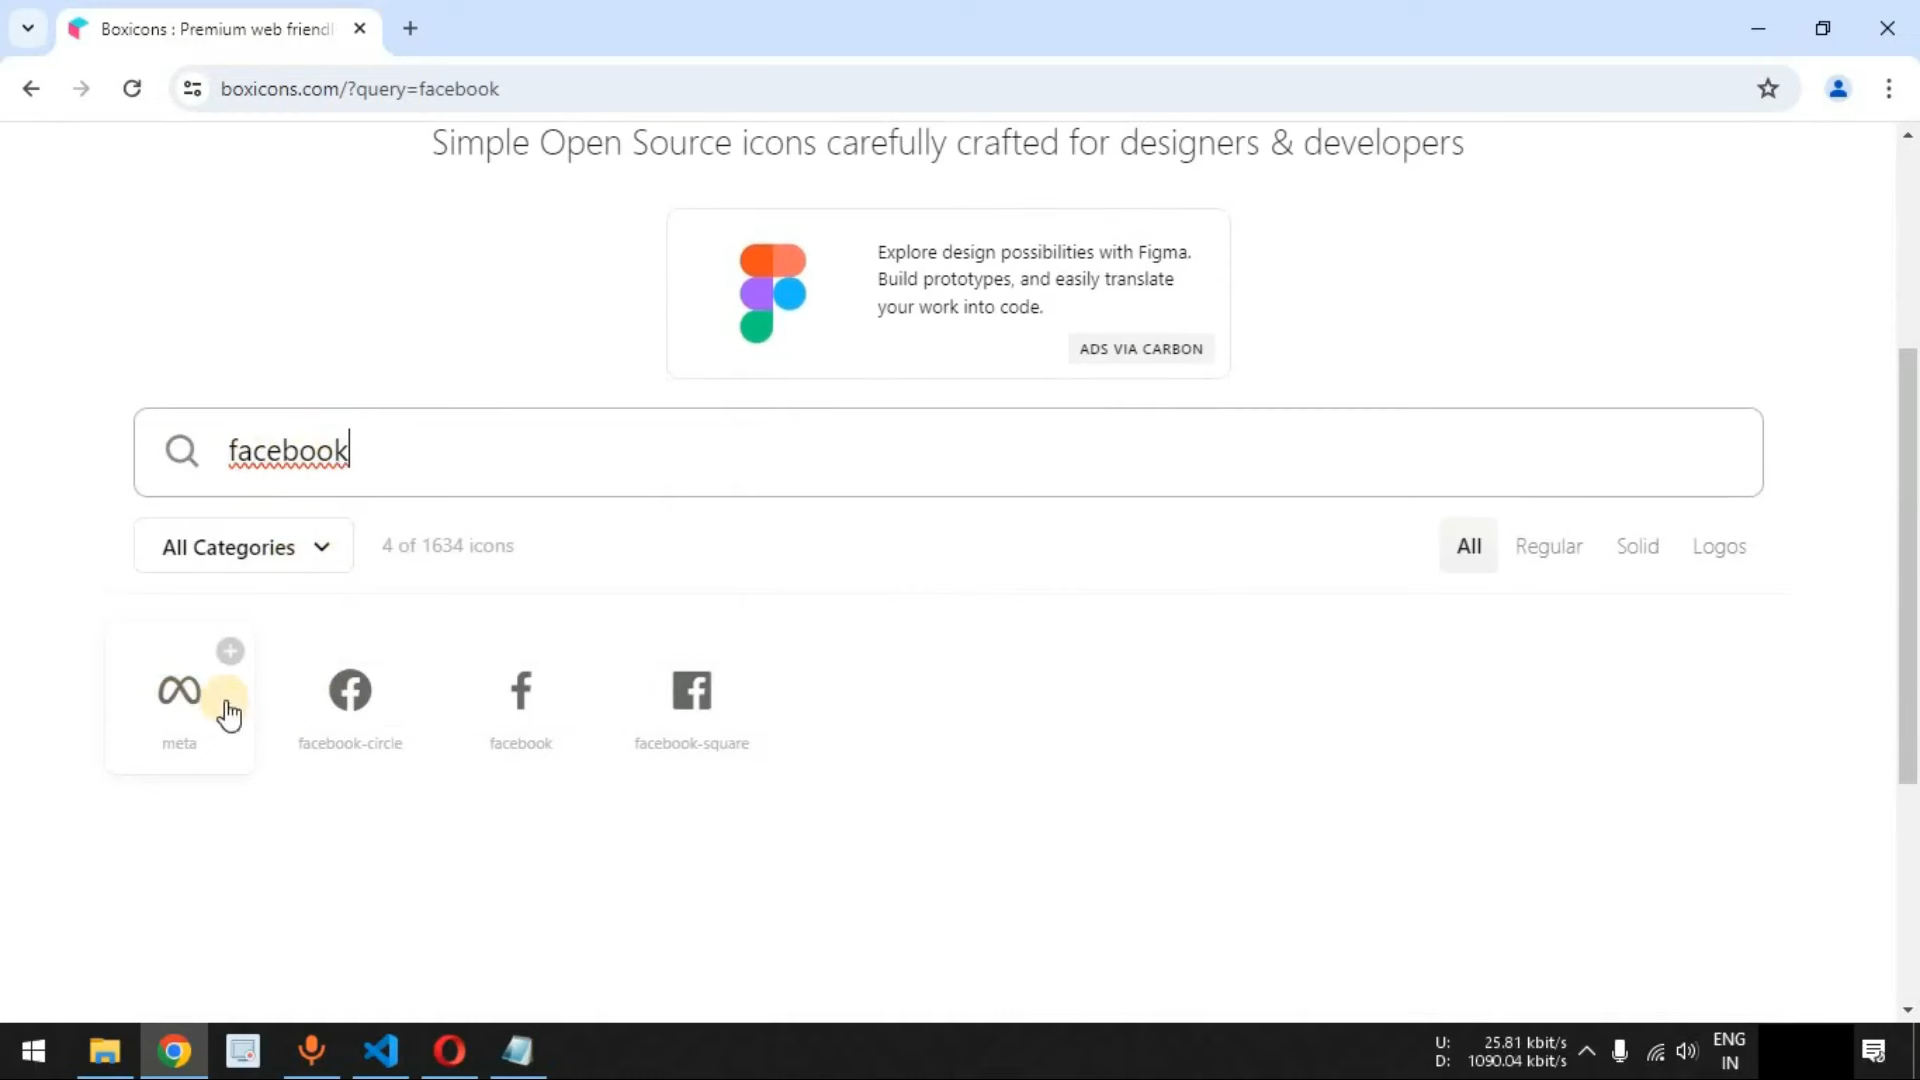 Boxicons : Premium web friendl
boxicons.com/?query=facebook
Simple Open Source icons carefully crafted for designers & developers
Explore design possibilities with Figma.
Build prototypes, and easily translate
your work into code.
ADS VIA CARBON
facebook
All Categories
4 of 1634 icons
All
Regular
Solid
Logos
meta
facebook-circle
facebook
facebook-square
U: 25.81 kbit/s
D: 1090.04 kbit/s
ENG
IN